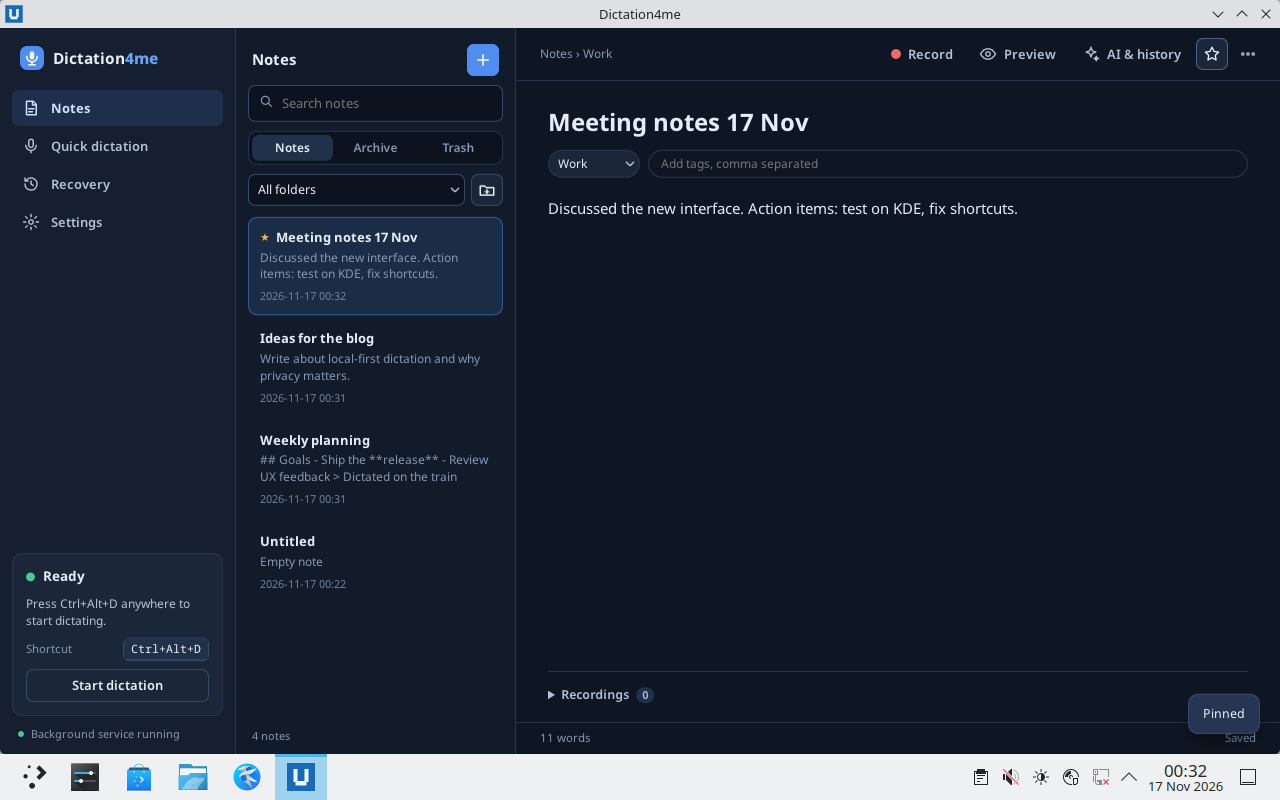 Dictation4me
Dictation4me
Notes
Quick dictation
Recovery
Settings
Ready
Press Ctrl+Alt+D anywhere to
start dictating.
Shortcut
Ctrl+Alt+D
Start dictation
Background service running
Notes
+
Search notes
Notes
Archive
Trash
All folders
★ Meeting notes 17 Nov
Discussed the new interface. Action
items: test on KDE, fix shortcuts.
2026-11-17 00:32
Ideas for the blog
Write about local-first dictation and why
privacy matters.
2026-11-17 00:31
Weekly planning
## Goals - Ship the **release** - Review
UX feedback > Dictated on the train
2026-11-17 00:31
Untitled
Empty note
2026-11-17 00:22
4 notes
Notes › Work
Record
Preview
AI & history
Meeting notes 17 Nov
Work
Add tags, comma separated
Discussed the new interface. Action items: test on KDE, fix shortcuts.
Recordings 0
Pinned
11 words
Saved
00:32
17 Nov 2026